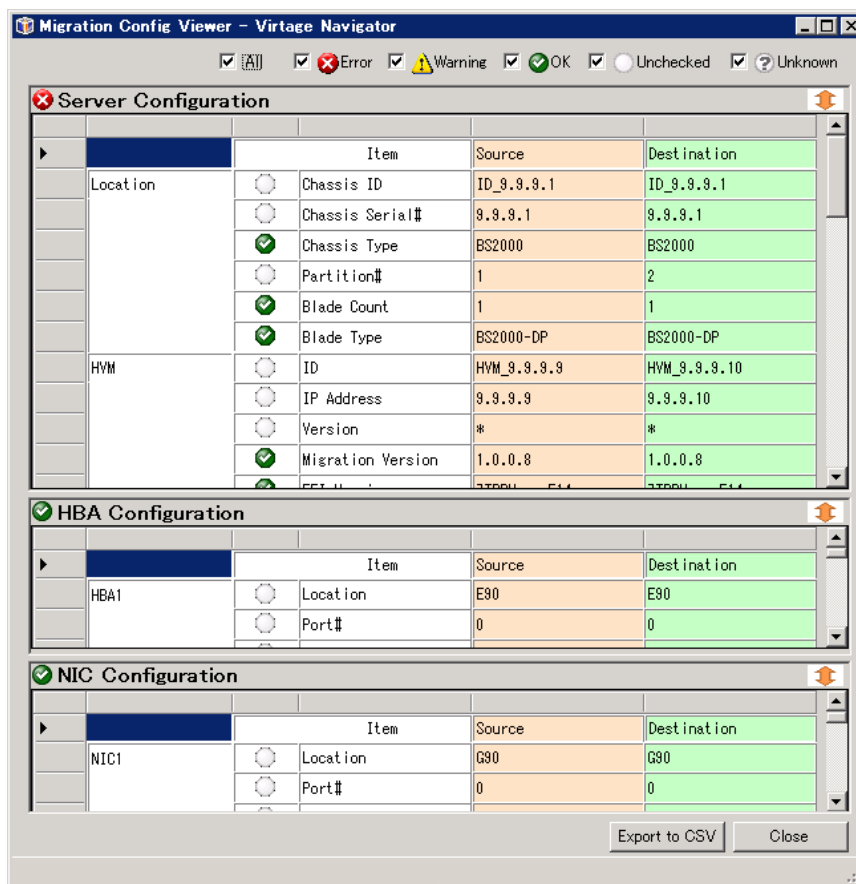 Migration Config Viewer - Virtage Navigator
All Error Warning OK Unchecked Unknown
Server Configuration
Item Source Destination
Location Chassis ID ID_9.9.9.1 ID_9.9.9.1
Chassis Serial# 9.9.9.1 9.9.9.1
Chassis Type BS2000 BS2000
Partition# 1 2
Blade Count 1 1
Blade Type BS2000-DP BS2000-DP
HVM ID HVM_9.9.9.9 HVM_9.9.9.10
IP Address 9.9.9.9 9.9.9.10
Version * *
Migration Version 1.0.0.8 1.0.0.8
HBA Configuration
Item Source Destination
HBA1 Location E90 E90
Port# 0 0
NIC Configuration
Item Source Destination
NIC1 Location G90 G90
Port# 0 0
Export to CSV Close